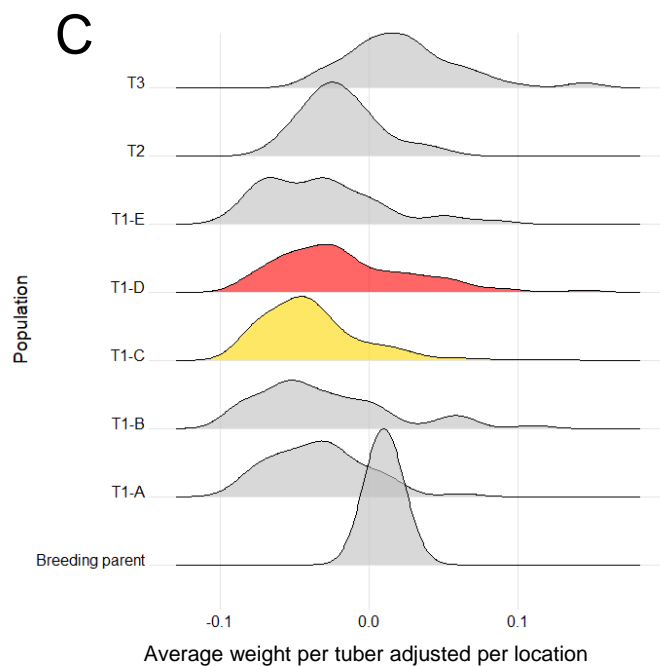 C
T3
T2
T1-E
T1-D
T1-C
T1-B
T1-A
Breeding parent
Population
-0.1 0.0 0.1
Average weight per tuber adjusted per location